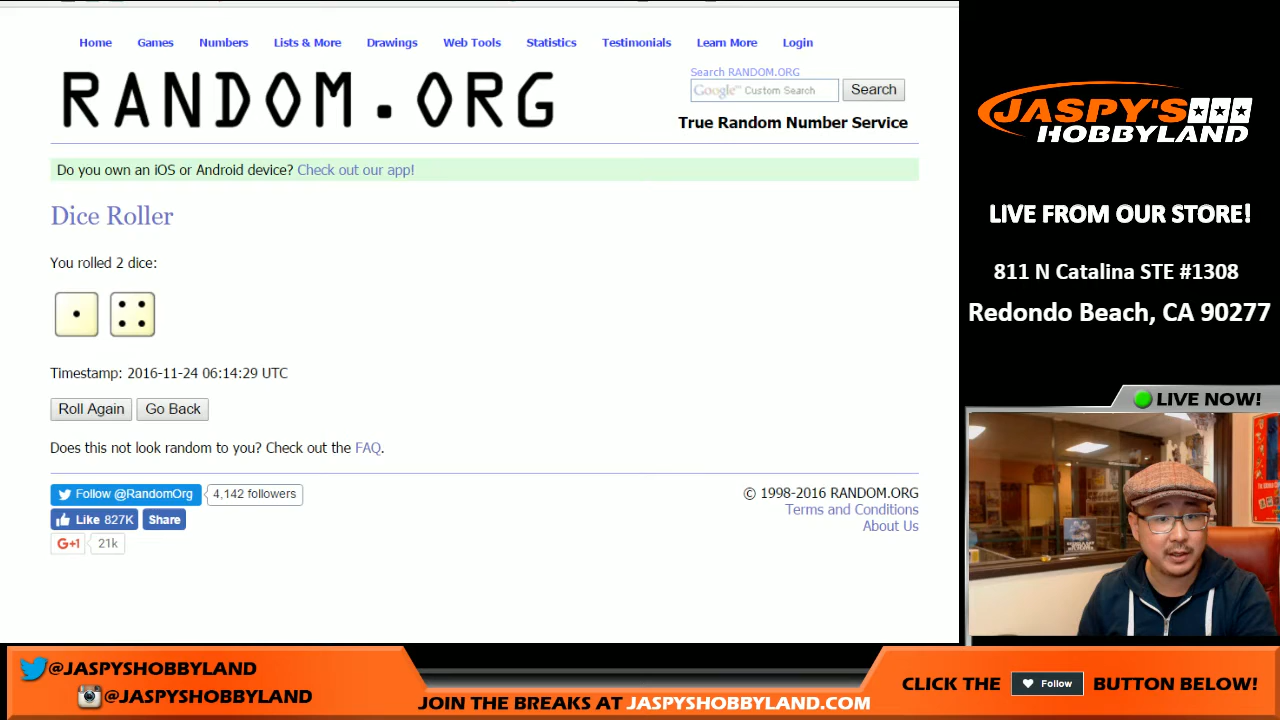 Home Games Numbers Lists & More Drawings Web Tools Statistics Testimonials Learn More Login
RANDOM.ORG
Search RANDOM.ORG
Google™ Custom Search Search
True Random Number Service
Do you own an iOS or Android device? Check out our app!
Dice Roller
You rolled 2 dice:
Timestamp: 2016-11-24 06:14:29 UTC
Roll Again Go Back
Does this not look random to you? Check out the FAQ.
Follow @RandomOrg 4,142 followers
Like 827K Share
G+1 21k
© 1998-2016 RANDOM.ORG
Terms and Conditions
About Us
JASPY'S
HOBBYLAND
LIVE FROM OUR STORE!
811 N Catalina STE #1308
Redondo Beach, CA 90277
LIVE NOW!
@JASPYSHOBBYLAND
@JASPYSHOBBYLAND
JOIN THE BREAKS AT JASPYSHOBBYLAND.COM
CLICK THE Follow BUTTON BELOW!